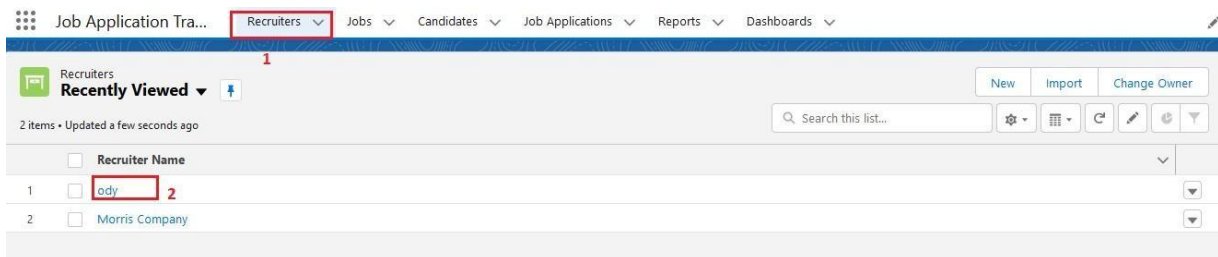 Job Application Tra... Recruiters Jobs Candidates Job Applications Reports Dashboards
1
Recruiters
Recently Viewed
New Import Change Owner
2 items • Updated a few seconds ago
Search this list...
Recruiter Name
1 ody 2
2 Morris Company